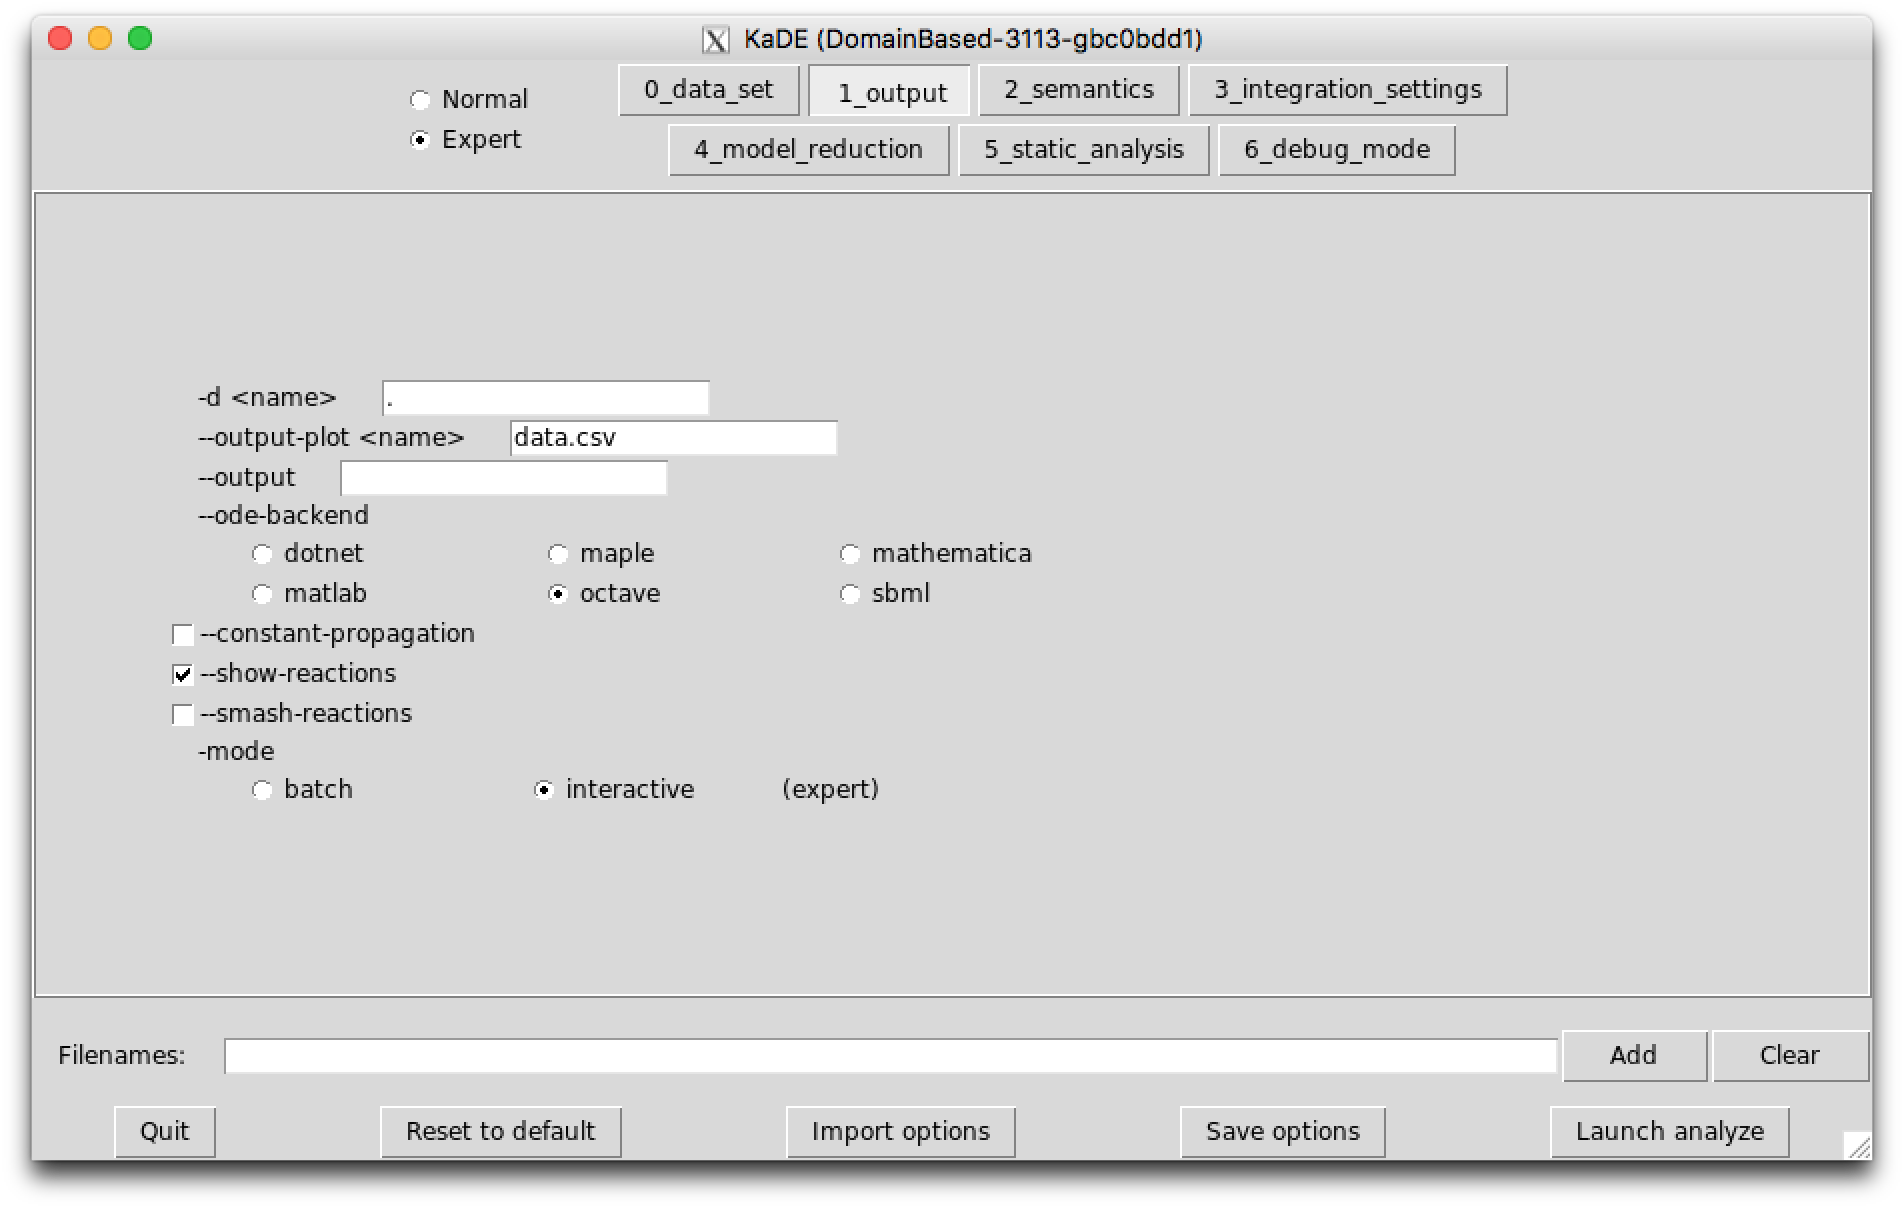 KaDE (DomainBased-3113-gbc0bdd1)
Normal
Expert
0_data_set 1_output 2_semantics 3_integration_settings
4_model_reduction 5_static_analysis 6_debug_mode
-d <name> .
--output-plot <name> data.csv
--output
--ode-backend
dotnet maple mathematica
matlab octave sbml
--constant-propagation
--show-reactions
--smash-reactions
-mode
batch interactive (expert)
Filenames: Add Clear
Quit Reset to default Import options Save options Launch analyze